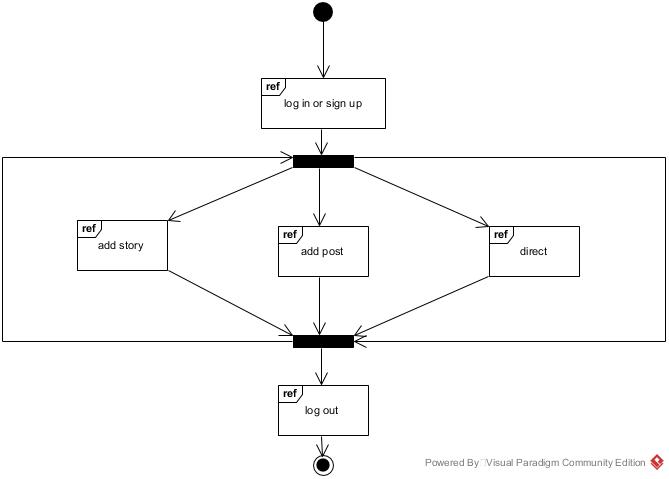 ref
log in or sign up
ref
add story
ref
add post
ref
direct
ref
log out
Powered By Visual Paradigm Community Edition